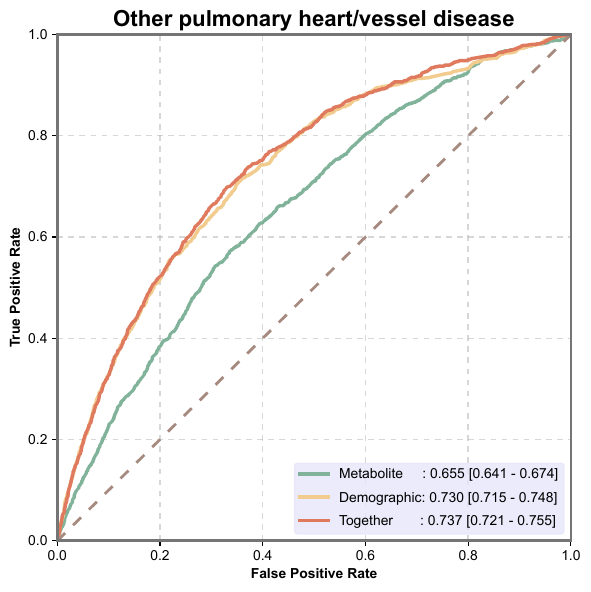 Other pulmonary heart/vessel disease
1.0
0.8
0.6
0.4
0.2
0.0
True Positive Rate
Metabolite : 0.655 [0.641 - 0.674]
Demographic: 0.730 [0.715 - 0.748]
Together : 0.737 [0.721 - 0.755]
0.0 0.2 0.4 0.6 0.8 1.0
False Positive Rate